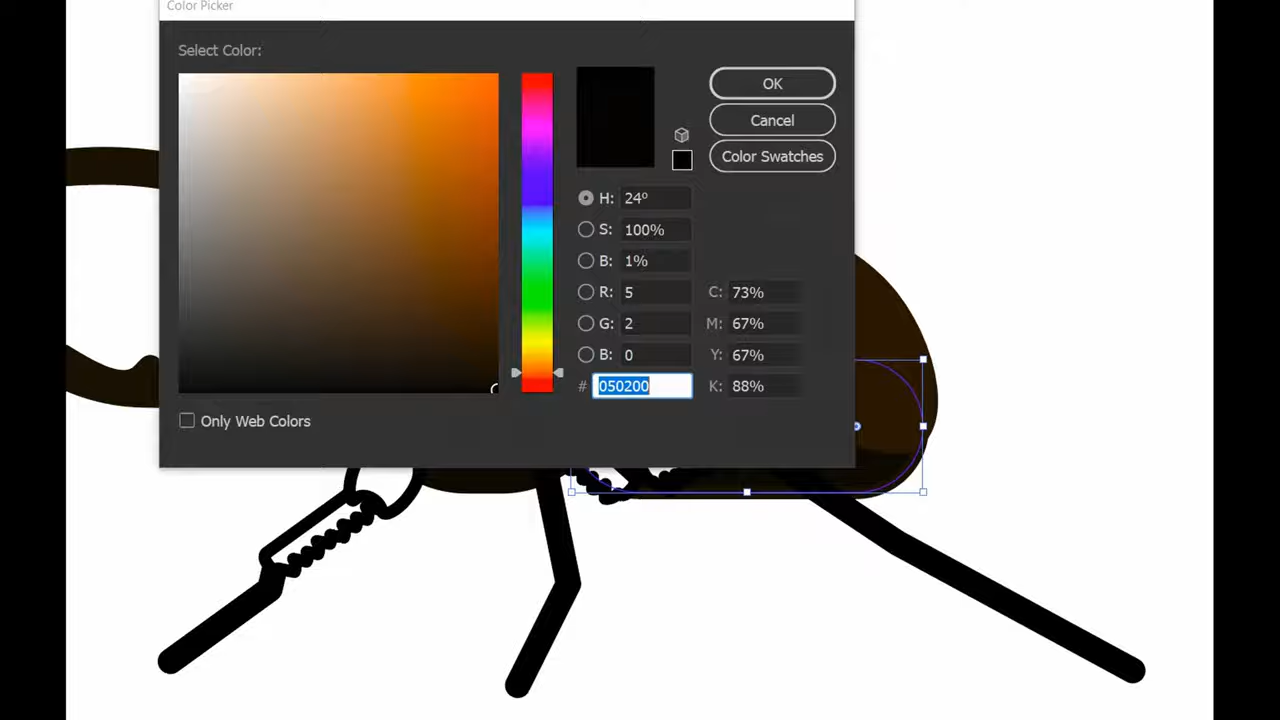 Color Picker
Select Color:
OK
Cancel
Color Swatches
H: 24°
S: 100%
B: 1%
R: 5 C: 73%
G: 2 M: 67%
B: 0 Y: 67%
# 050200 K: 88%
Only Web Colors